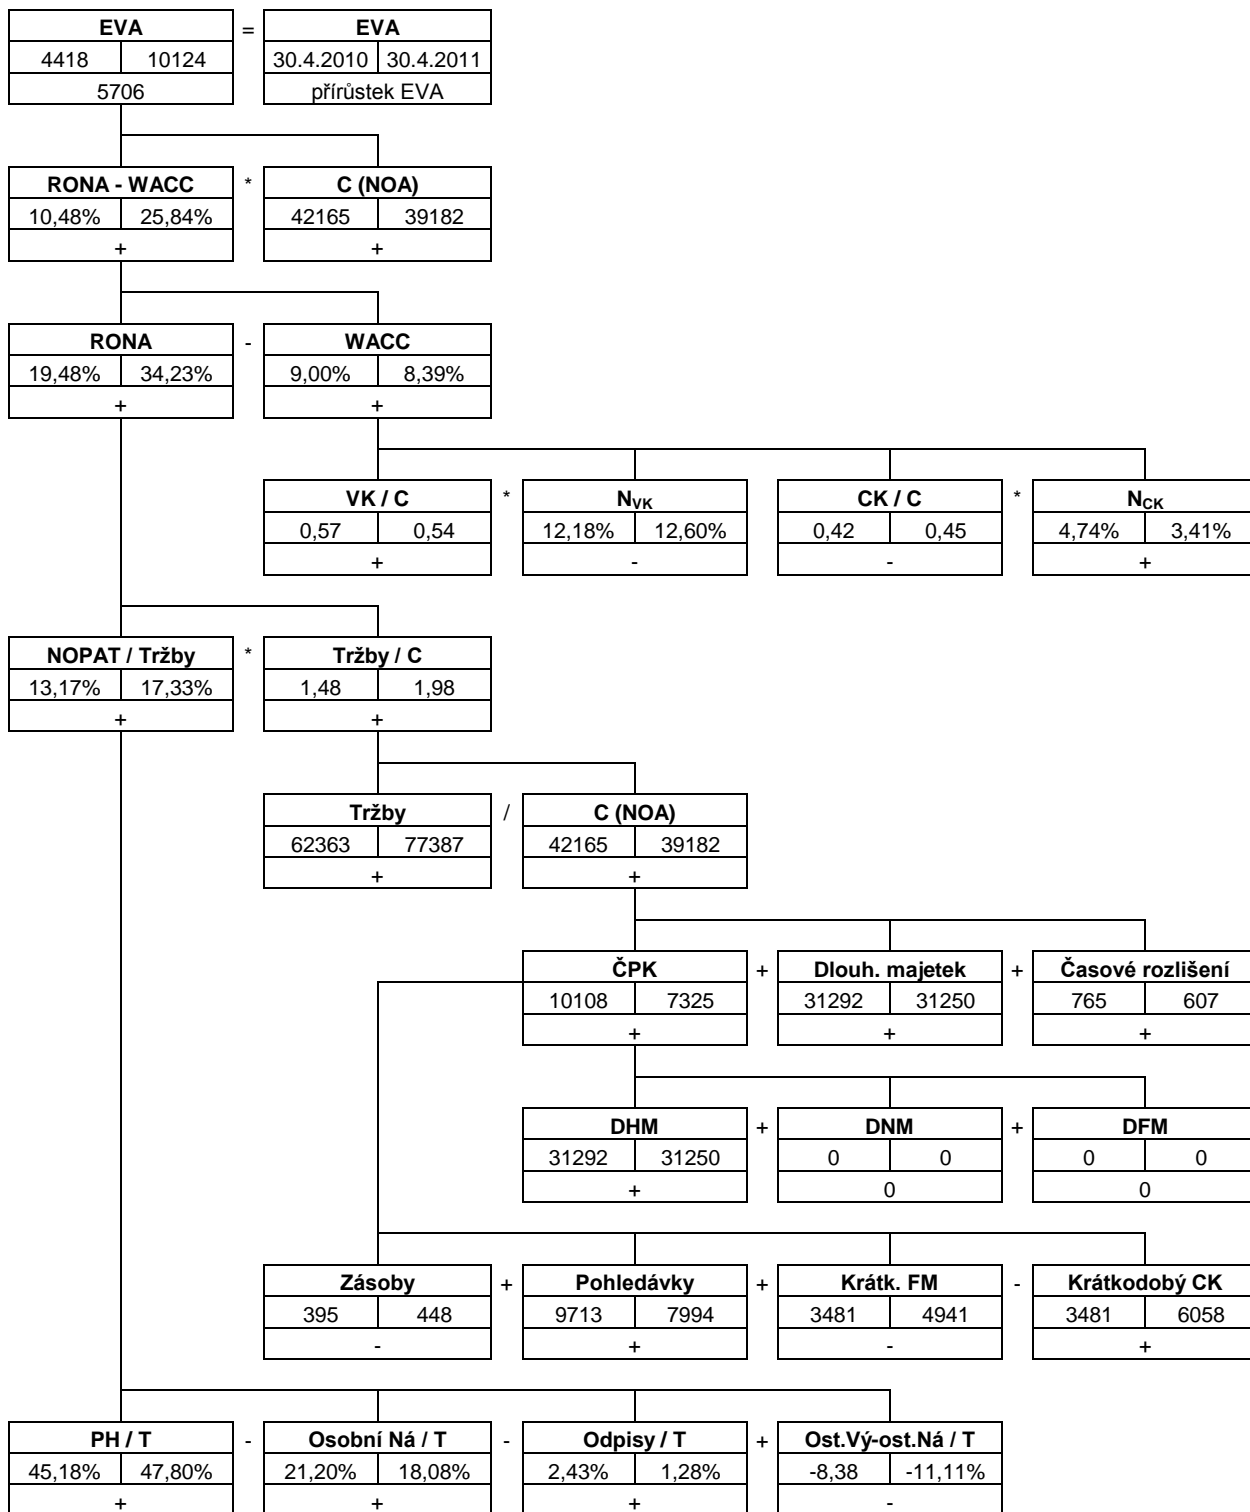 EVA = EVA
4418 10124 30.4.2010 30.4.2011
5706 přírůstek EVA
RONA - WACC * C (NOA)
10,48% 25,84% 42165 39182
+ +
RONA - WACC
19,48% 34,23% 9,00% 8,39%
+ +
VK / C * NVK CK / C * NCK
0,57 0,54 12,18% 12,60% 0,42 0,45 4,74% 3,41%
+ - - +
NOPAT / Tržby * Tržby / C
13,17% 17,33% 1,48 1,98
+ +
Tržby / C (NOA)
62363 77387 42165 39182
+ +
ČPK + Dlouh. majetek + Časové rozlišení
10108 7325 31292 31250 765 607
+ + +
DHM + DNM + DFM
31292 31250 0 0 0 0
+ 0 0
Zásoby + Pohledávky + Krátk. FM - Krátkodobý CK
395 448 9713 7994 3481 4941 3481 6058
- + - +
PH / T - Osobní Ná / T - Odpisy / T + Ost.Vý-ost.Ná / T
45,18% 47,80% 21,20% 18,08% 2,43% 1,28% -8,38 -11,11%
+ + + -